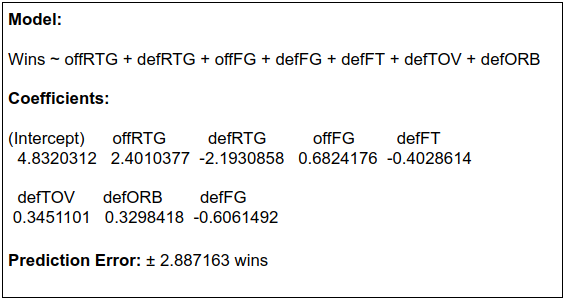 Model:
Wins ~ offRTG + defRTG + offFG + defFG + defFT + defTOV + defORB
Coefficients:
(Intercept) offRTG defRTG offFG defFT
4.8320312 2.4010377 -2.1930858 0.6824176 -0.4028614
defTOV defORB defFG
0.3451101 0.3298418 -0.6061492
Prediction Error: ± 2.887163 wins